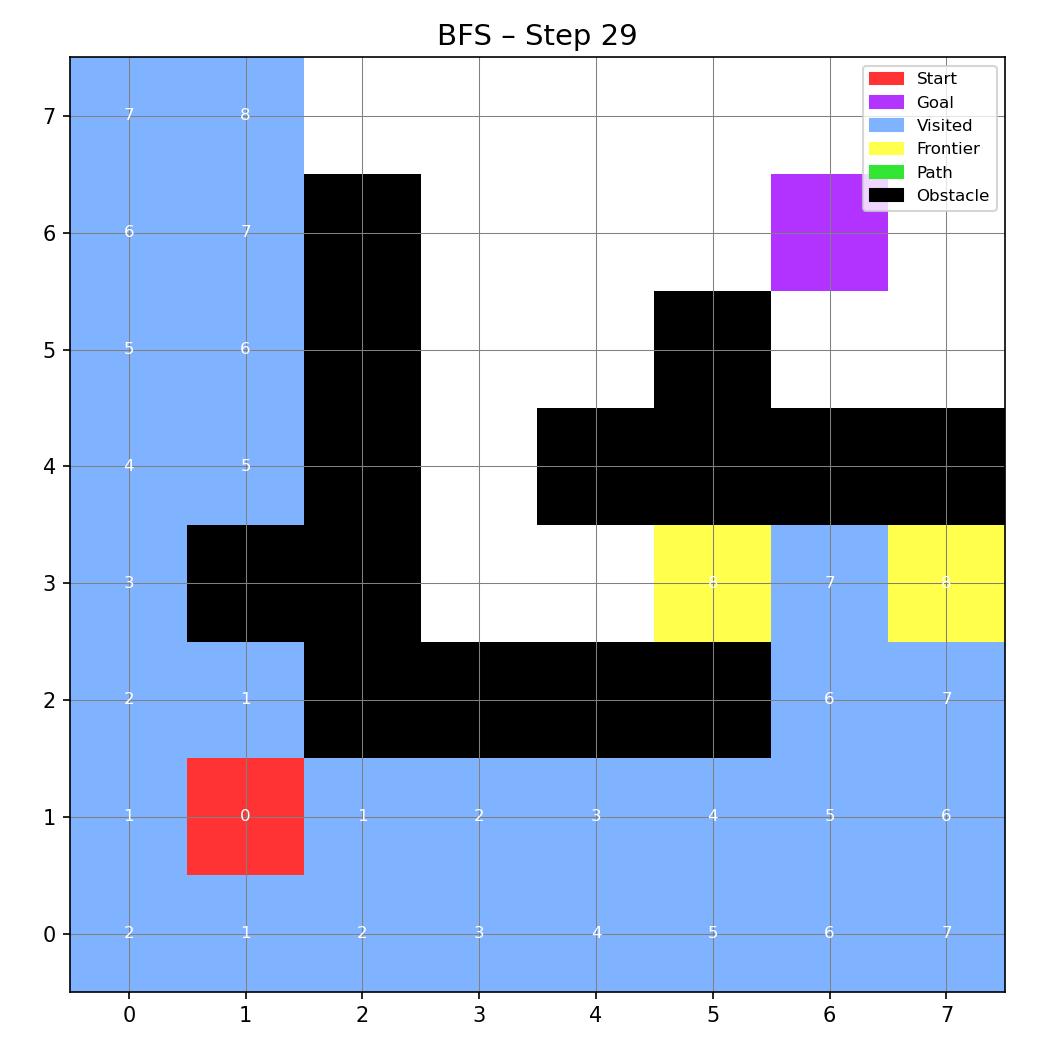 BFS – Step 29
Start
Goal
Visited
Frontier
Path
Obstacle
7 7 8
6 6 7
5 5 6
4 4 5
3 3 8 7 8
2 2 1 6 7
1 1 0 1 2 3 4 5 6
0 2 1 2 3 4 5 6 7
0 1 2 3 4 5 6 7